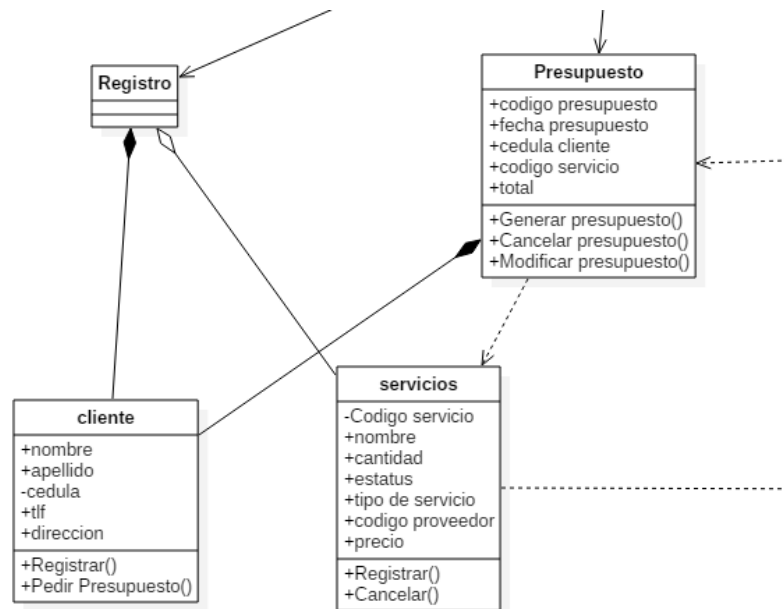 Registro
Presupuesto
+codigo presupuesto
+fecha presupuesto
+cedula cliente
+codigo servicio
+total
+Generar presupuesto()
+Cancelar presupuesto()
+Modificar presupuesto()
cliente
+nombre
+apellido
-cedula
+tlf
+direccion
+Registrar()
+Pedir Presupuesto()
servicios
-Codigo servicio
+nombre
+cantidad
+estatus
+tipo de servicio
+codigo proveedor
+precio
+Registrar()
+Cancelar()